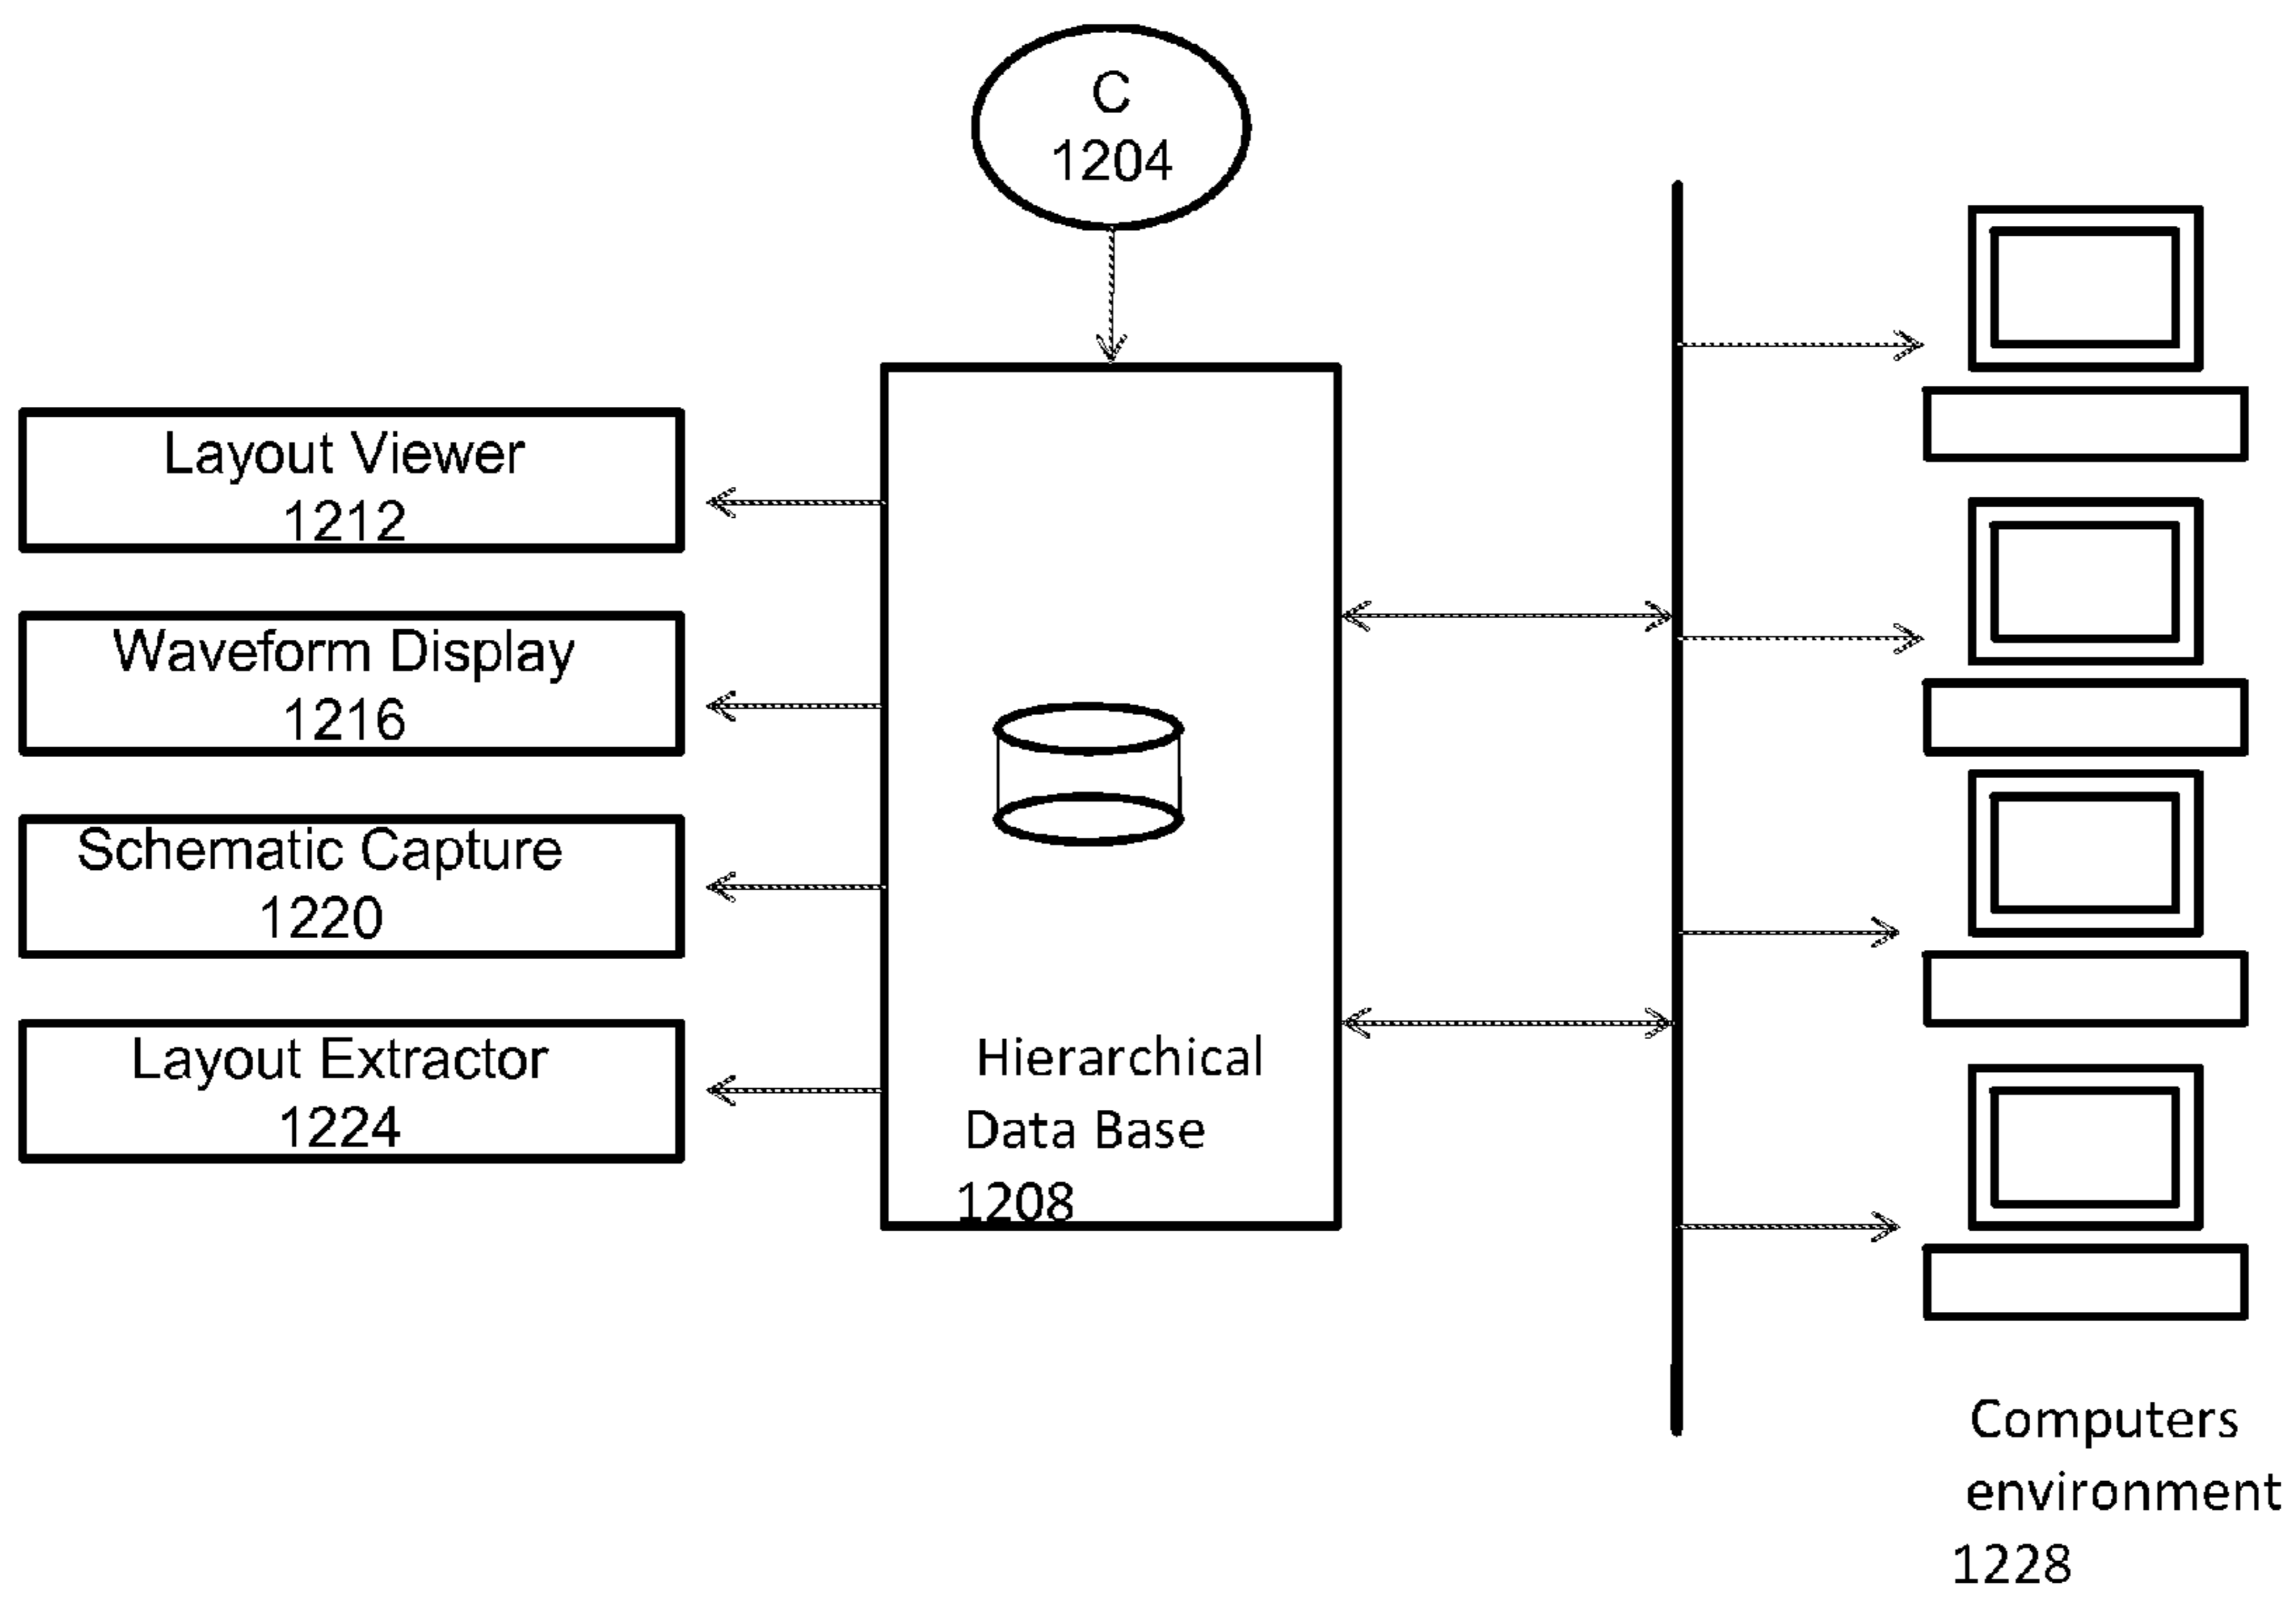 C
1204
Layout Viewer
1212
Waveform Display
1216
Schematic Capture
1220
Layout Extractor
1224
Hierarchical
Data Base
1208
Computers
environment
1228